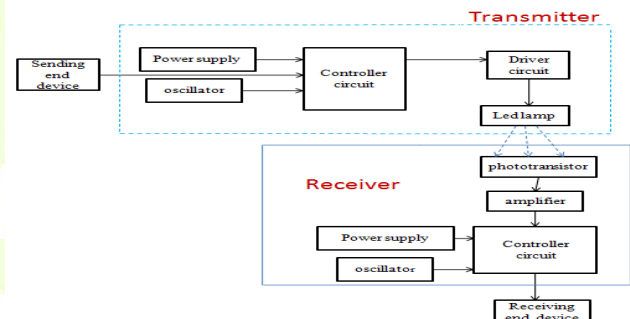 Transmitter
Sending
end
device
Power supply
oscillator
Controller
circuit
Driver
circuit
Led lamp
Receiver
phototransistor
amplifier
Power supply
oscillator
Controller
circuit
Receiving
end device